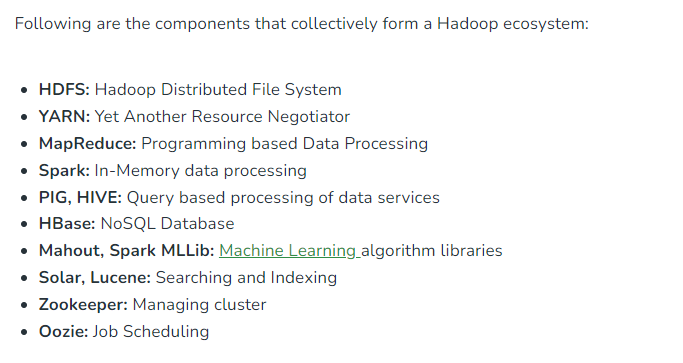 Following are the components that collectively form a Hadoop ecosystem:
• HDFS: Hadoop Distributed File System
• YARN: Yet Another Resource Negotiator
• MapReduce: Programming based Data Processing
• Spark: In-Memory data processing
• PIG, HIVE: Query based processing of data services
• HBase: NoSQL Database
• Mahout, Spark MLLib: Machine Learning algorithm libraries
• Solar, Lucene: Searching and Indexing
• Zookeeper: Managing cluster
• Oozie: Job Scheduling